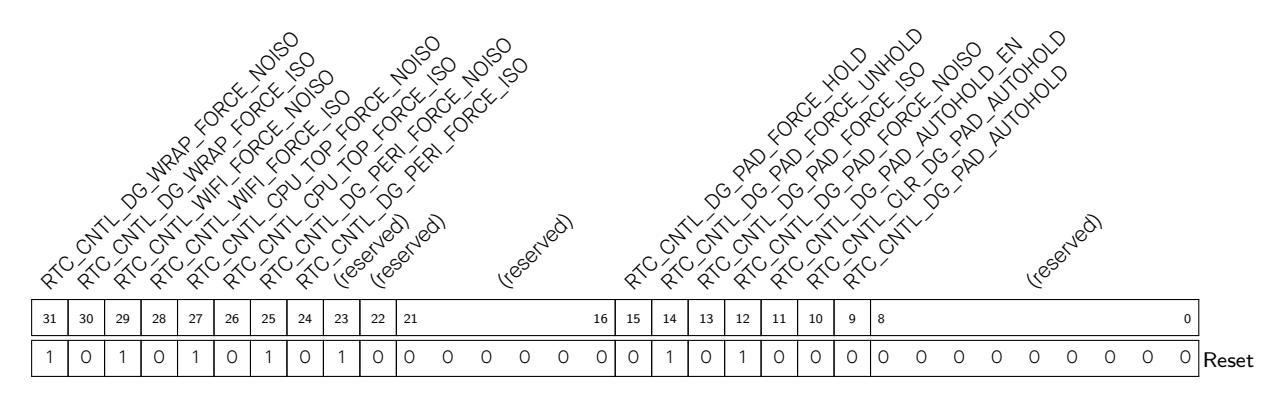 RTC_CNTL_DG_WRAP_FORCE_NOISO
RTC_CNTL_DG_WRAP_FORCE_ISO
RTC_CNTL_WIFI_FORCE_NOISO
RTC_CNTL_WIFI_FORCE_ISO
RTC_CNTL_CPU_TOP_FORCE_NOISO
RTC_CNTL_CPU_TOP_FORCE_ISO
RTC_CNTL_DG_PERI_FORCE_NOISO
RTC_CNTL_DG_PERI_FORCE_ISO
(reserved)
(reserved)
(reserved)
RTC_CNTL_DG_PAD_FORCE_HOLD
RTC_CNTL_DG_PAD_FORCE_UNHOLD
RTC_CNTL_DG_PAD_FORCE_ISO
RTC_CNTL_DG_PAD_FORCE_NOISO
RTC_CNTL_DG_PAD_AUTOHOLD_EN
RTC_CNTL_CLR_DG_PAD_AUTOHOLD
RTC_CNTL_DG_PAD_AUTOHOLD
(reserved)
31 30 29 28 27 26 25 24 23 22 21 16 15 14 13 12 11 10 9 8 0
1 0 1 0 1 0 1 0 1 0 0 0 0 0 0 0 0 1 0 1 0 0 0 0 0 0 0 0 0 0 0 0 Reset